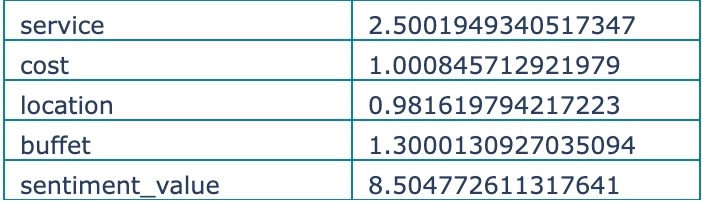 service 2.5001949340517347
cost 1.000845712921979
location 0.981619794217223
buffet 1.3000130927035094
sentiment_value 8.504772611317641